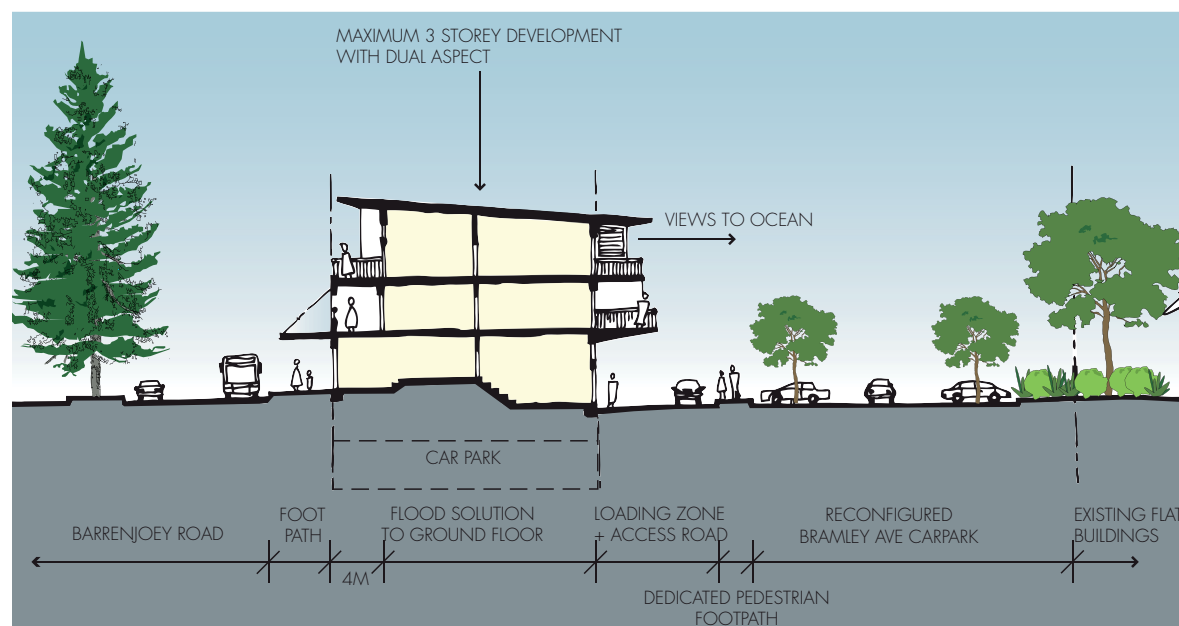 MAXIMUM 3 STOREY DEVELOPMENT
WITH DUAL ASPECT
VIEWS TO OCEAN
CAR PARK
BARRENJOEY ROAD
FOOT
PATH
4M
FLOOD SOLUTION
TO GROUND FLOOR
LOADING ZONE
+ ACCESS ROAD
DEDICATED PEDESTRIAN
FOOTPATH
RECONFIGURED
BRAMLEY AVE CARPARK
EXISTING FLAT
BUILDINGS